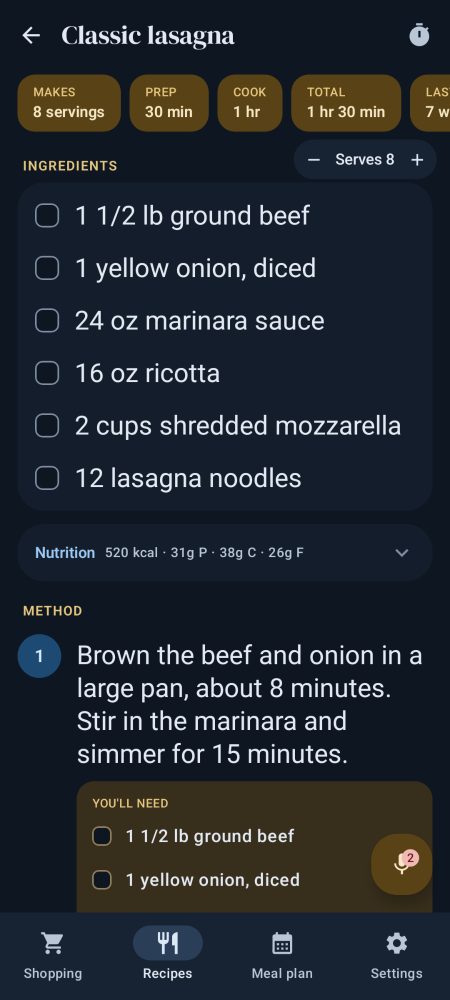 Classic lasagna
MAKES
8 servings
PREP
30 min
COOK
1 hr
TOTAL
1 hr 30 min
LAS
7 w
INGREDIENTS
− Serves 8 +
1 1/2 lb ground beef
1 yellow onion, diced
24 oz marinara sauce
16 oz ricotta
2 cups shredded mozzarella
12 lasagna noodles
Nutrition 520 kcal · 31g P · 38g C · 26g F
METHOD
1
Brown the beef and onion in a
large pan, about 8 minutes.
Stir in the marinara and
simmer for 15 minutes.
YOU'LL NEED
1 1/2 lb ground beef
2
1 yellow onion, diced
Shopping
Recipes
Meal plan
Settings